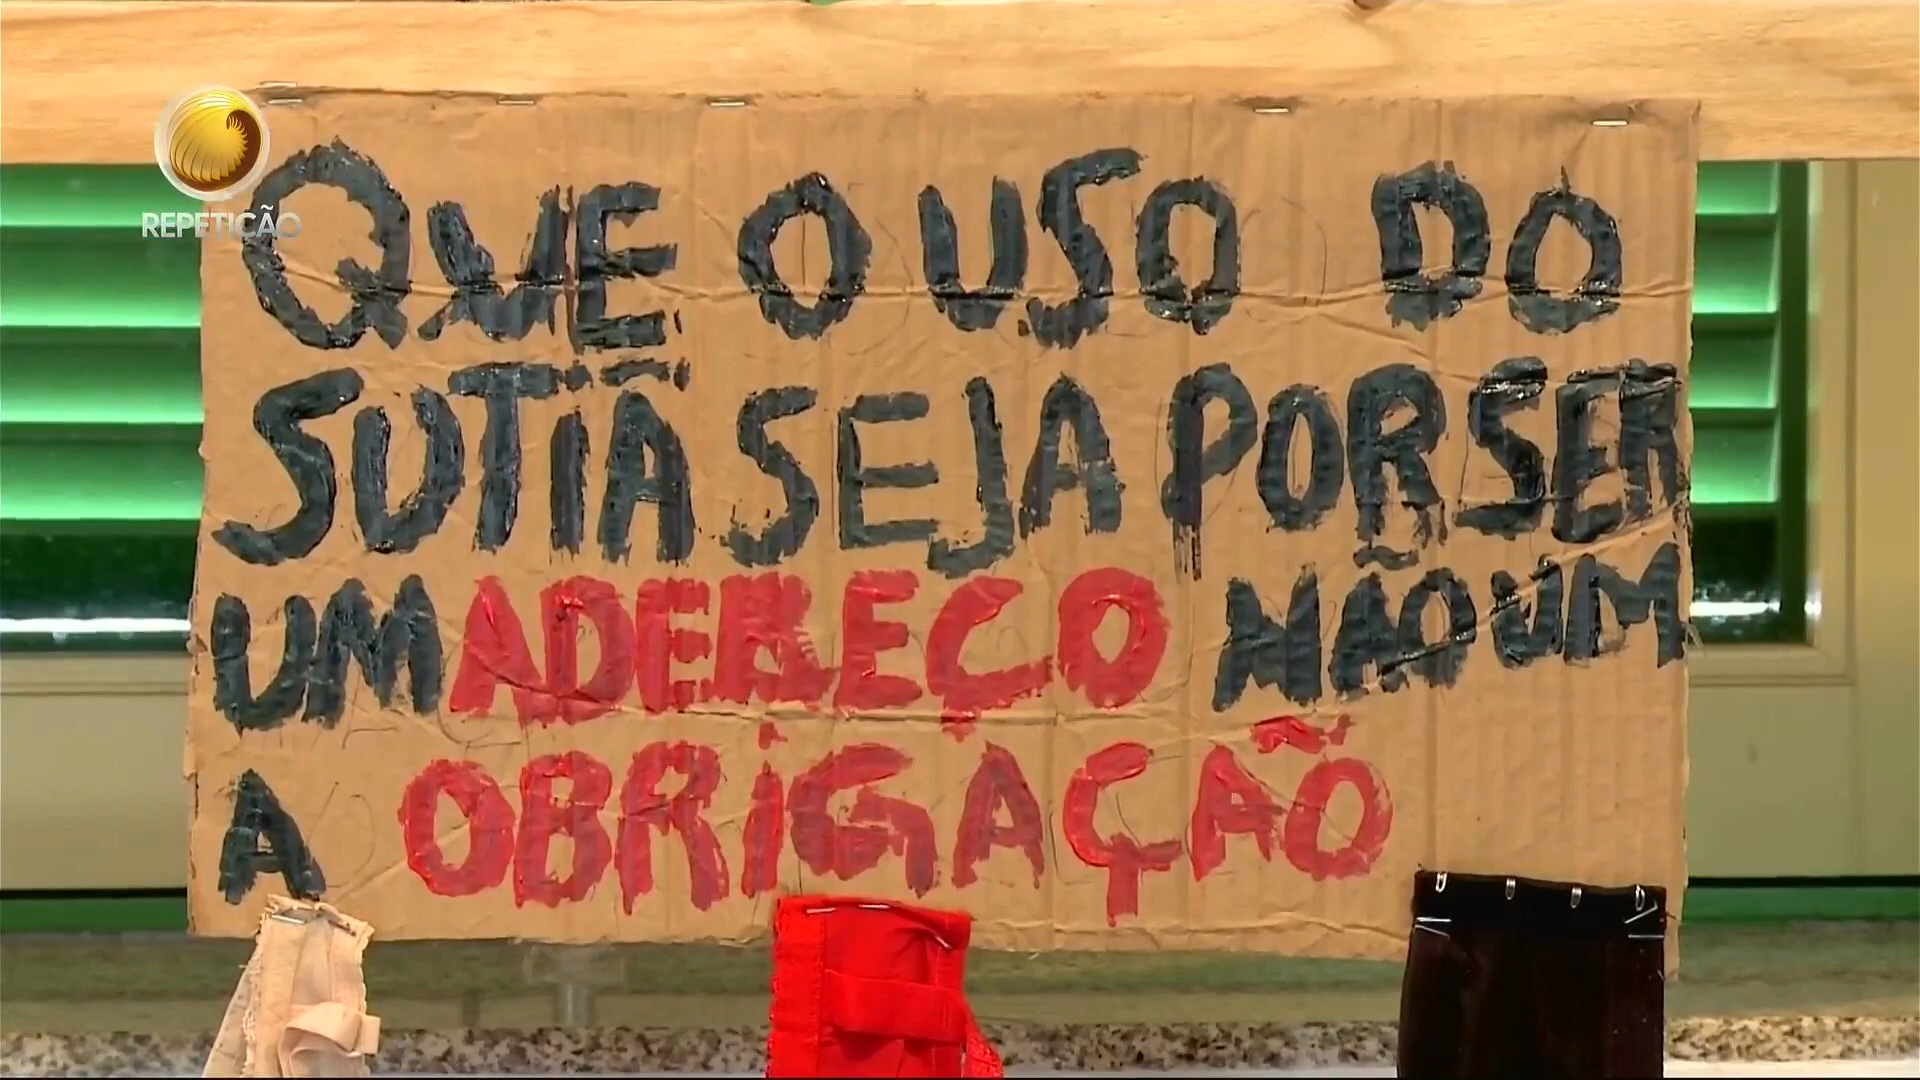 REPETIÇÃO
QUE O USO DO
SUTIÃ SEJA POR SER
UM ADEREÇO NÃO UM
A OBRIGAÇÃO